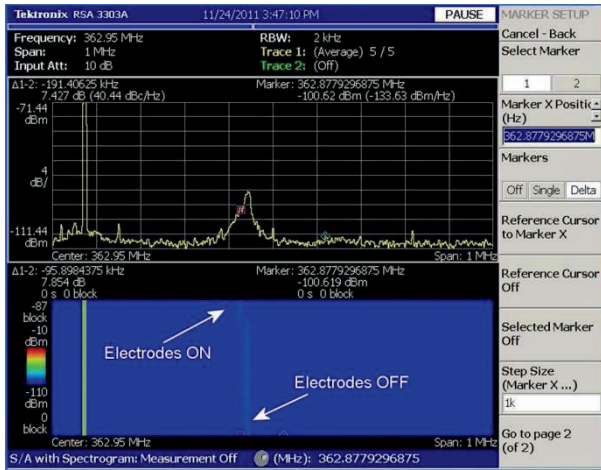 Tektronix RSA 3303A 11/24/2011 3:47:10 PM PAUSE MARKER SETUP
Cancel - Back
Frequency: 362.95 MHz RBW: 2 kHz
Span: 1 MHz Trace 1: (Average) 5 / 5
Input Att: 10 dB Trace 2: (Off)
Select Marker
1 2
Δ1-2: -191.40625 kHz Marker: 362.8779296875 MHz
7.427 dB (40.44 dBc/Hz) -100.62 dBm (-133.63 dBm/Hz)
-71.44
dBm
4
dB/
-111.44
dBm
Center: 362.95 MHz Span: 1 MHz
Marker X Positio
(Hz)
362.8779296875M
Markers
Off Single Delta
Reference Cursor
to Marker X
Δ1-2: -95.8984375 kHz Marker: 362.8779296875 MHz
7.854 dB -100.619 dBm
0 s 0 block 0 s 0 block
-87
block
-10
dBm
-110
dBm
0
block
Electrodes ON
Electrodes OFF
Center: 362.95 MHz Span: 1 MHz
Reference Cursor
Off
Selected Marker
Off
Step Size
(Marker X ...)
1k
Go to page 2
(of 2)
S/A with Spectrogram: Measurement Off (MHz): 362.8779296875